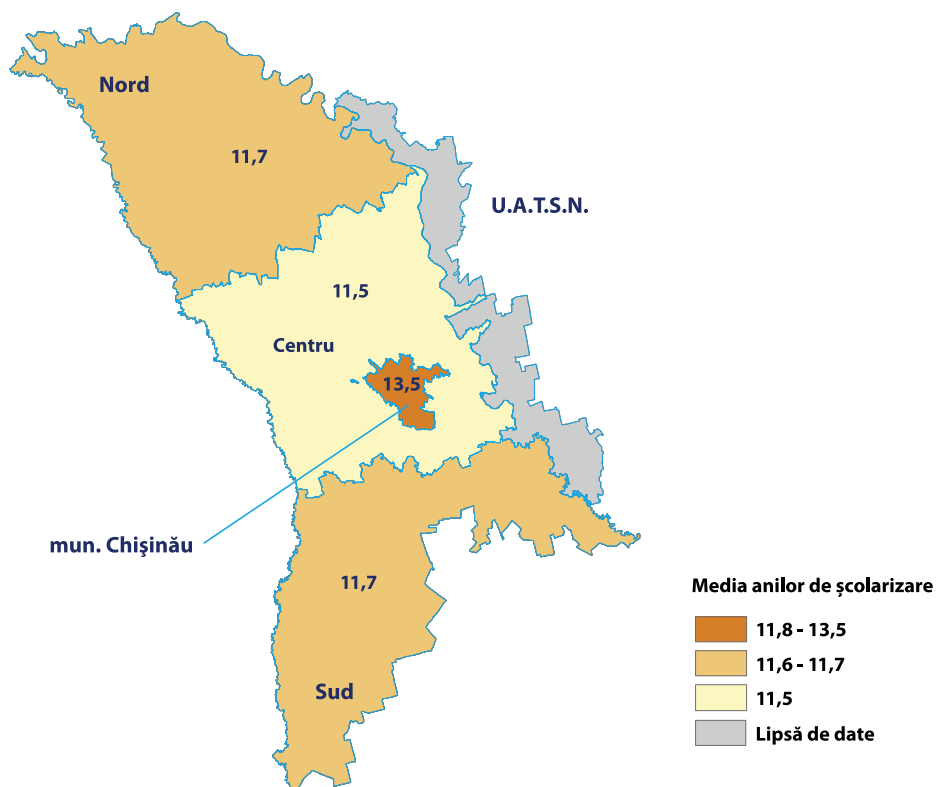 Nord
11,7
U.A.T.S.N.
11,5
Centru
13,5
mun. Chişinău
11,7
Sud
Media anilor de școlarizare
11,8 - 13,5
11,6 - 11,7
11,5
Lipsă de date